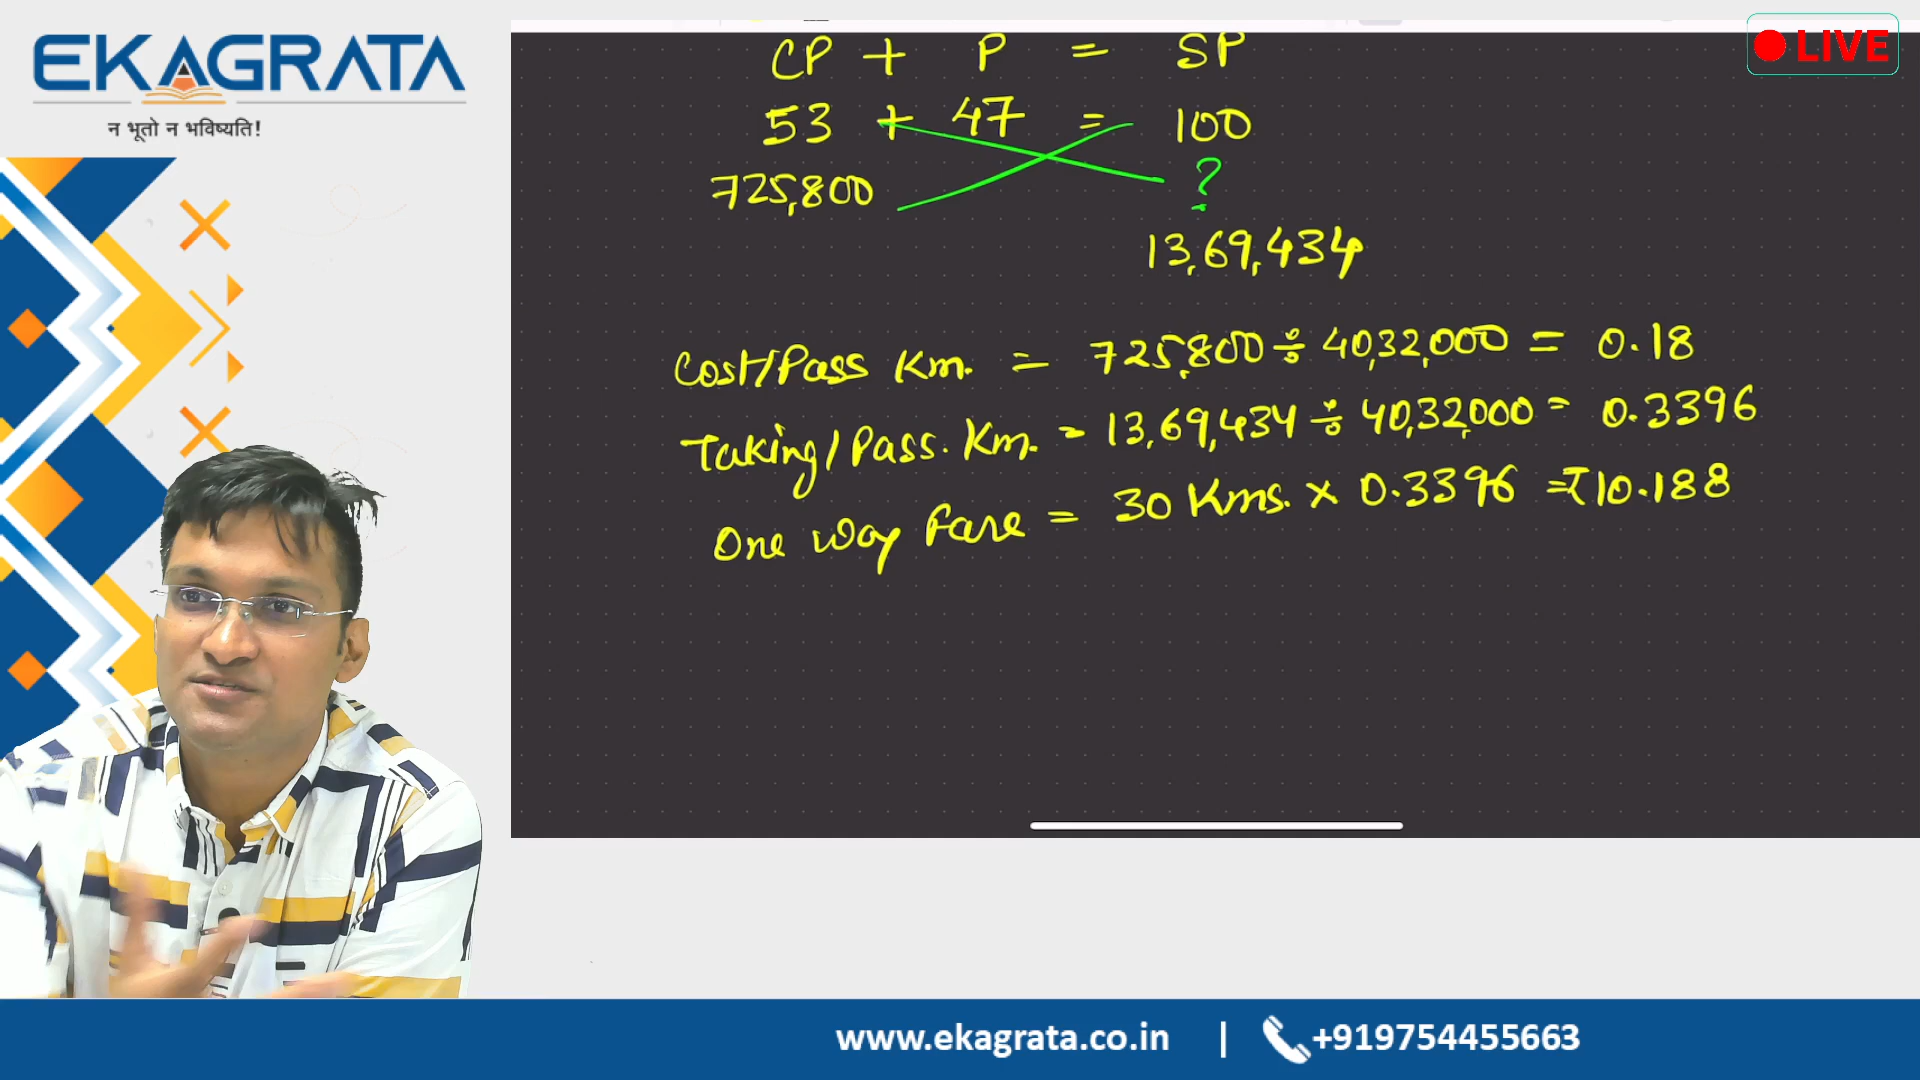 EKAGRATA
न भूतो न भविष्यति!
LIVE
CP + P = SP
53 + 47 = 100
725,800 ?
13,69,434
Cost/Pass Km. = 725,800 ÷ 40,32,000 = 0.18
Taking/Pass. Km. = 13,69,434 ÷ 40,32,000 = 0.3396
One way Fare = 30 Kms. × 0.3396 = ₹10.188
www.ekagrata.co.in | +919754455663